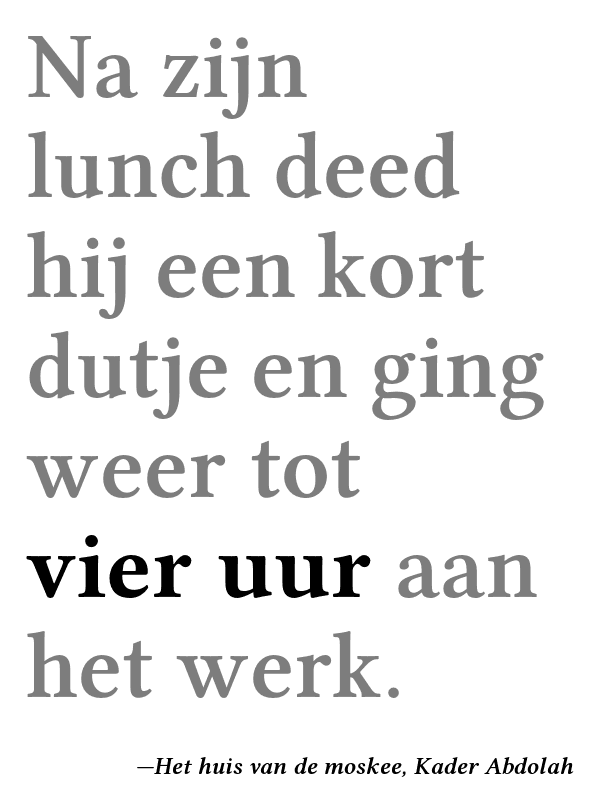 Na zijn
lunch deed
hij een kort
dutje en ging
weer tot
vier uur aan
het werk.
—Het huis van de moskee, Kader Abdolah